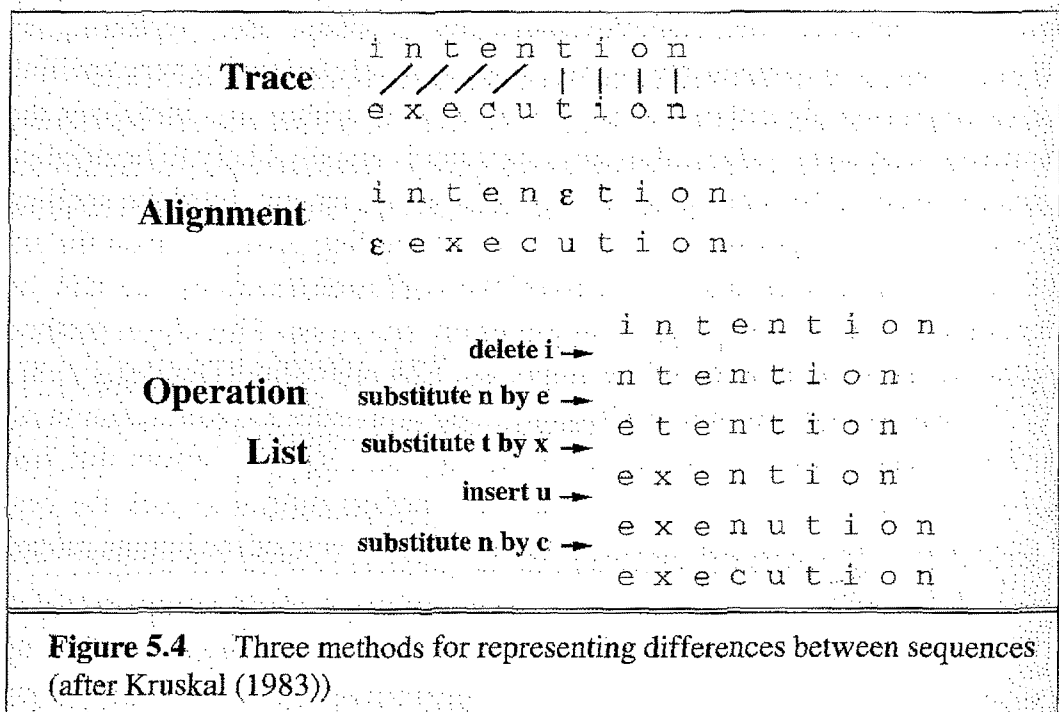 i n t e n t i o n
Trace
e x e c u t i o n
i n t e n ε t i o n
Alignment
ε e x e c u t i o n
i n t e n t i o n
delete i →
n t e n t i o n
Operation substitute n by e →
e t e n t i o n
List substitute t by x →
e x e n t i o n
insert u →
e x e n u t i o n
substitute n by c →
e x e c u t i o n
Figure 5.4 Three methods for representing differences between sequences
(after Kruskal (1983))